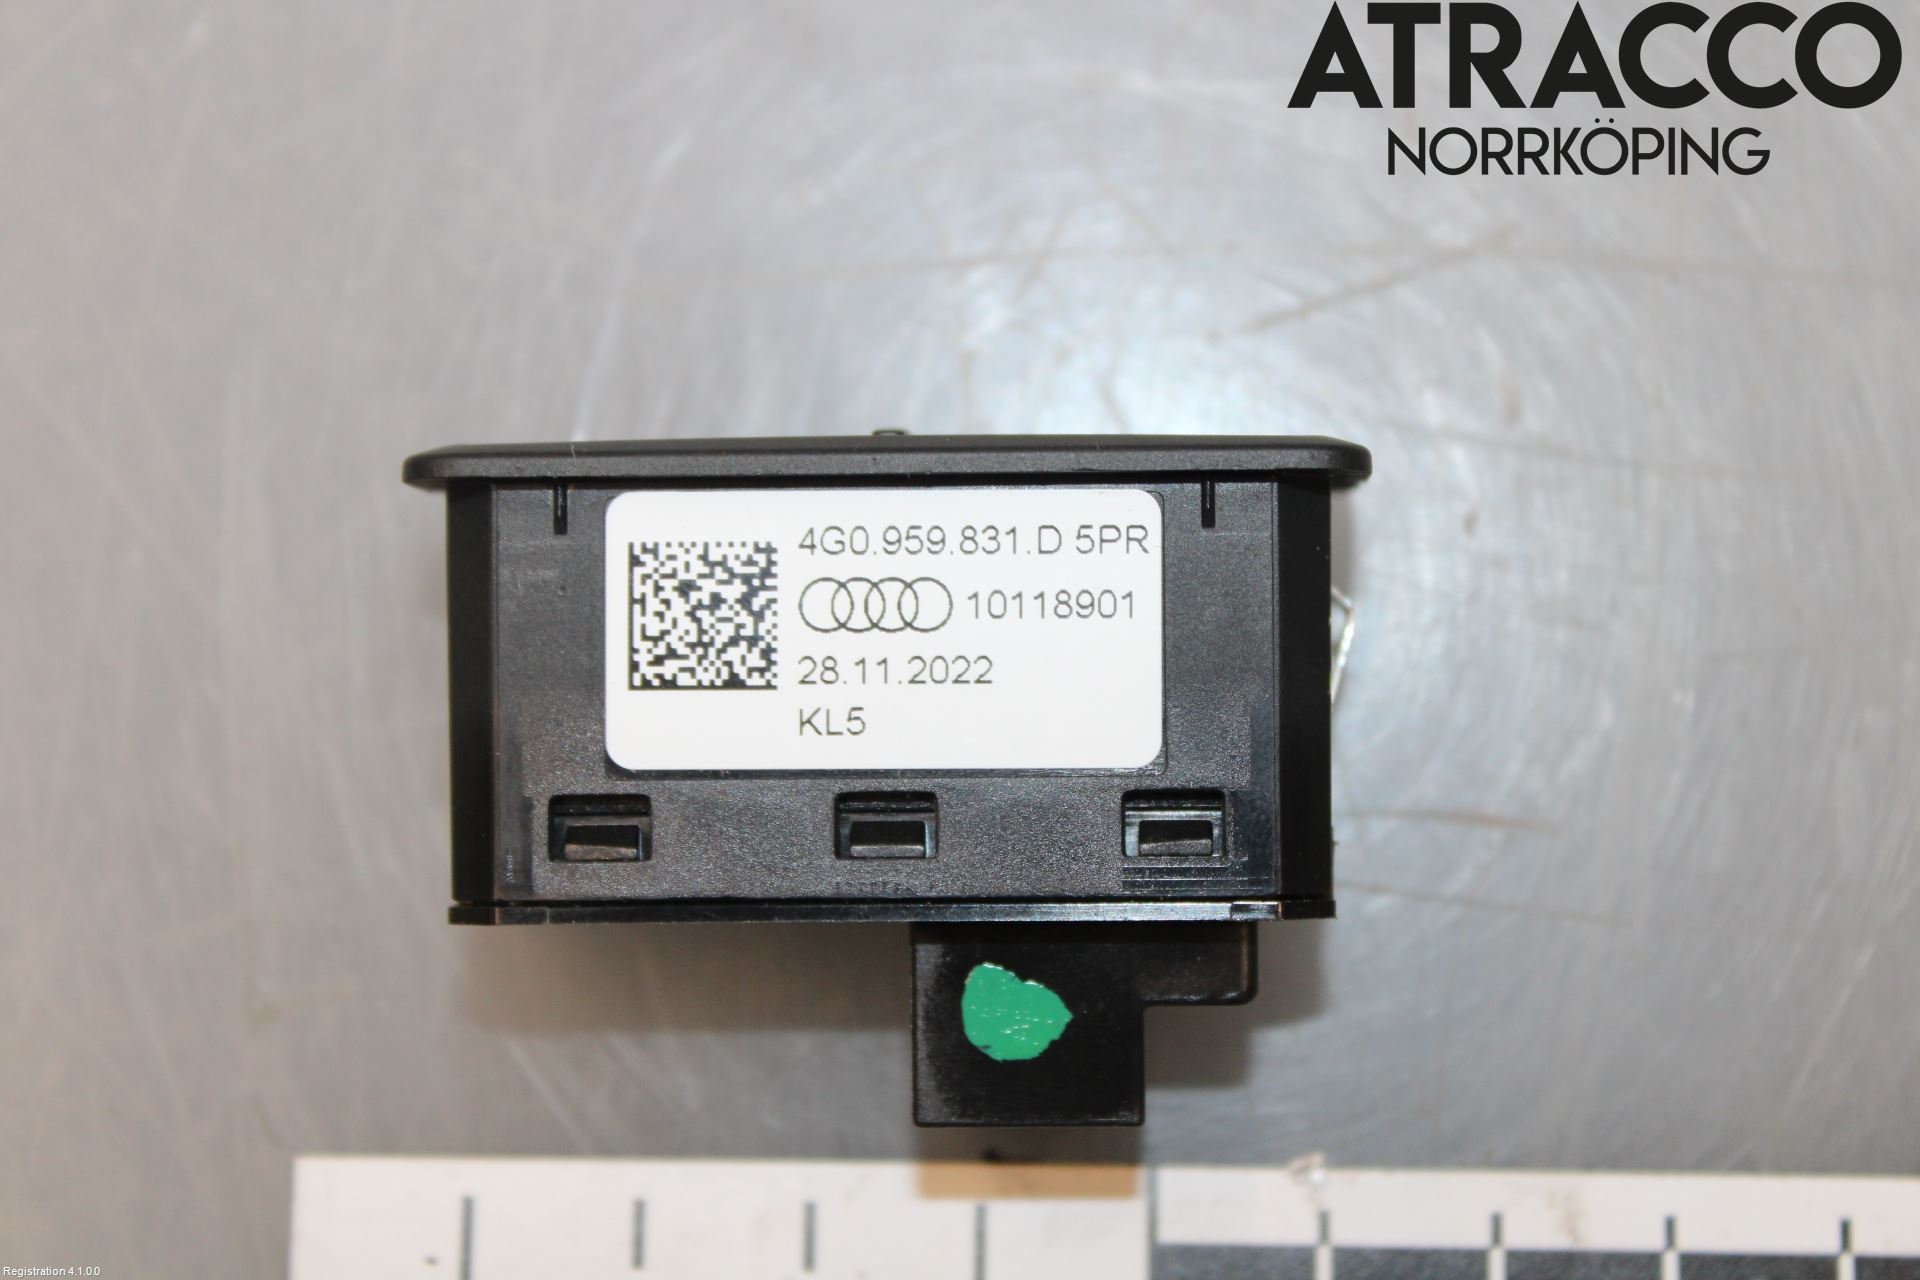 ATRACCO
NORRKÖPING
4G0.959.831.D 5PR
10118901
28.11.2022
KL5
Registration 4.1.0.0